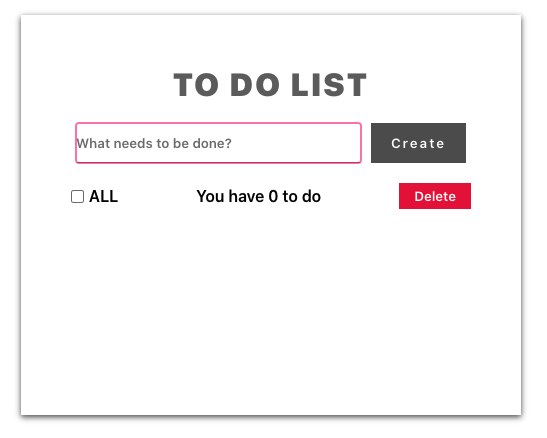 TO DO LIST
What needs to be done? Create
ALL You have 0 to do Delete